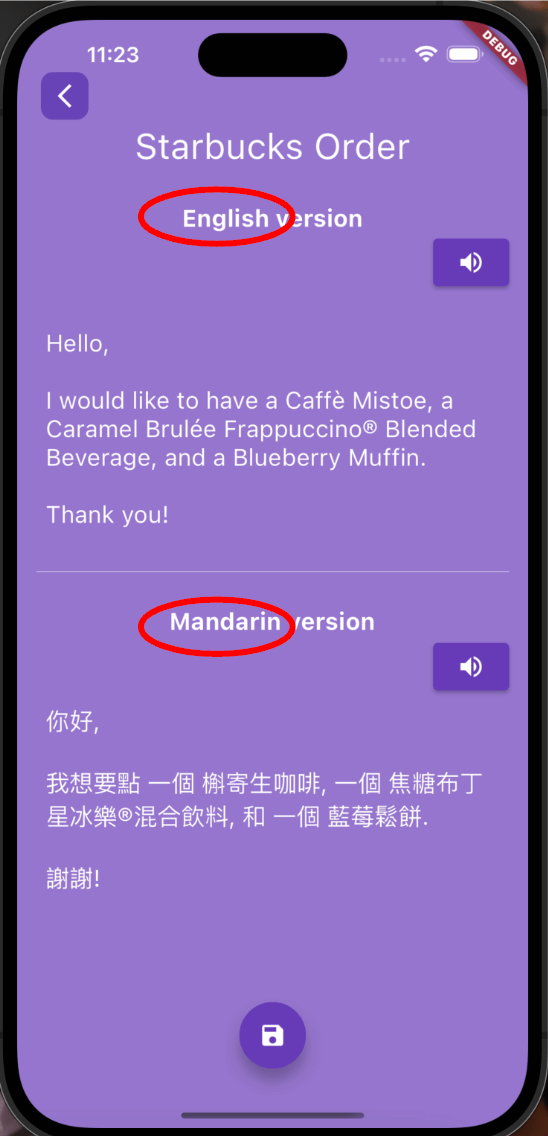 11:23
DEBUG
Starbucks Order
English version
Hello,
I would like to have a Caffè Mistoe, a
Caramel Brulée Frappuccino® Blended
Beverage, and a Blueberry Muffin.
Thank you!
Mandarin version
你好,
我想要點 一個 槲寄生咖啡, 一個 焦糖布丁
星冰樂®混合飲料, 和 一個 藍莓鬆餅.
謝謝!